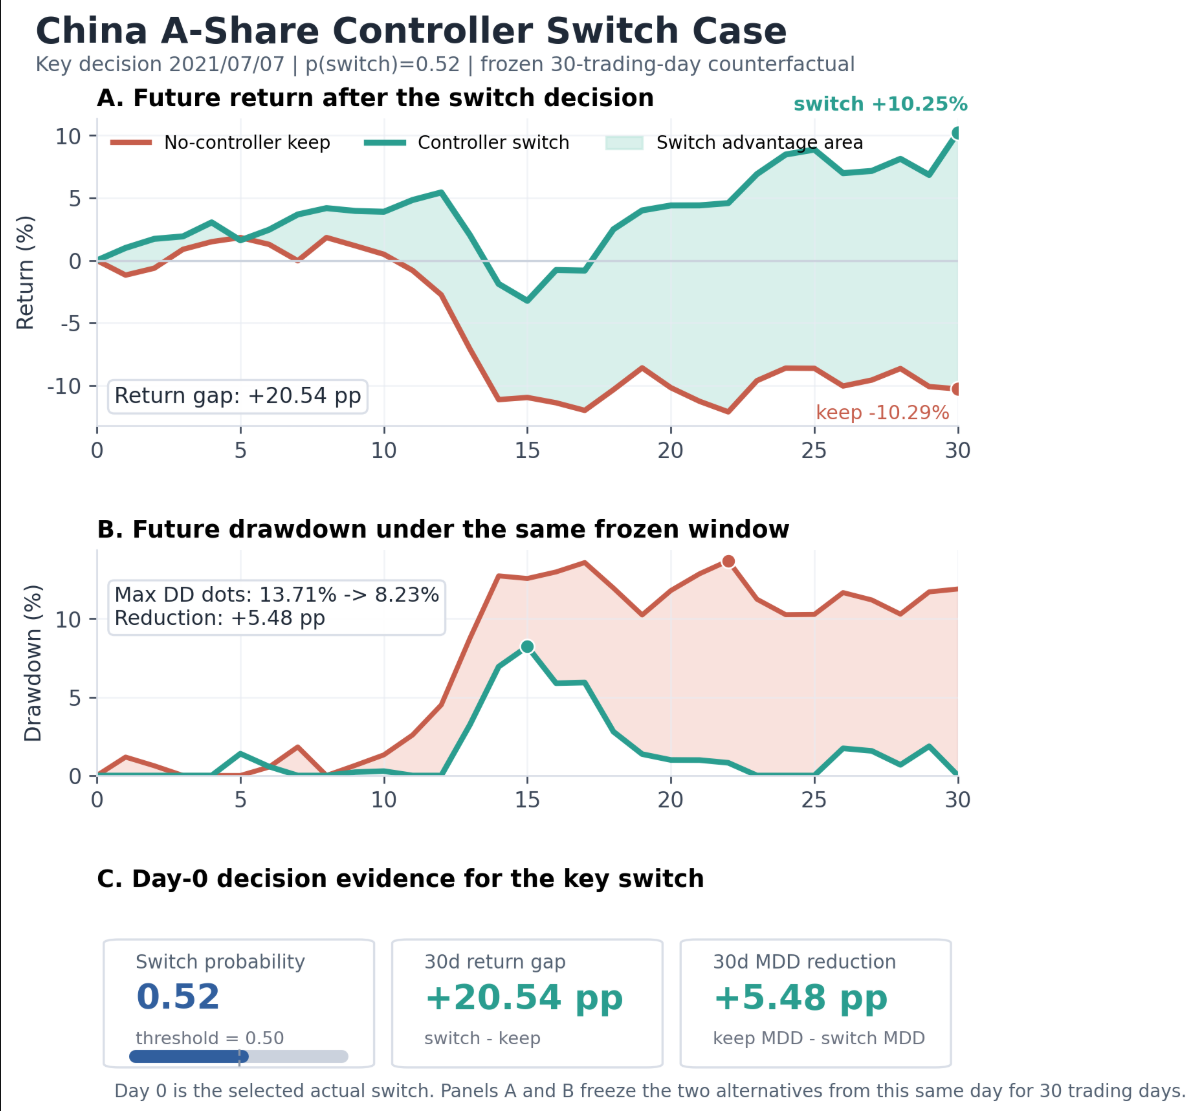 China A-Share Controller Switch Case
Key decision 2021/07/07 | p(switch)=0.52 | frozen 30-trading-day counterfactual
A. Future return after the switch decision
switch +10.25%
No-controller keep
Controller switch
Switch advantage area
Return (%)
10
5
0
-5
-10
Return gap: +20.54 pp
keep -10.29%
0 5 10 15 20 25 30
B. Future drawdown under the same frozen window
Drawdown (%)
Max DD dots: 13.71% -> 8.23%
Reduction: +5.48 pp
10
5
0
0 5 10 15 20 25 30
C. Day-0 decision evidence for the key switch
Switch probability
0.52
threshold = 0.50
30d return gap
+20.54 pp
switch - keep
30d MDD reduction
+5.48 pp
keep MDD - switch MDD
Day 0 is the selected actual switch. Panels A and B freeze the two alternatives from this same day for 30 trading days.